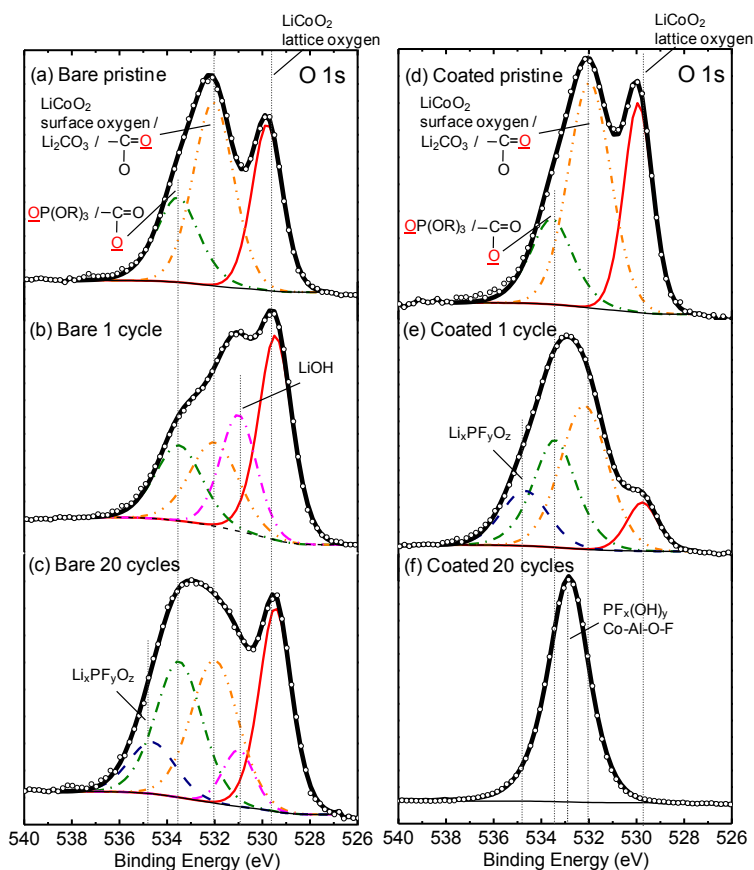 LiCoO₂
lattice oxygen
(a) Bare pristine
O 1s
LiCoO₂
surface oxygen /
Li₂CO₃ / -C=O
O
OP(OR)₃ / -C=O
O
(b) Bare 1 cycle
LiOH
(c) Bare 20 cycles
LiₓPFᵧOz
540 538 536 534 532 530 528 526
Binding Energy (eV)
LiCoO₂
lattice oxygen
(d) Coated pristine
O 1s
LiCoO₂
surface oxygen /
Li₂CO₃ / -C=O
O
OP(OR)₃ / -C=O
O
(e) Coated 1 cycle
LiₓPFᵧOz
(f) Coated 20 cycles
PFₓ(OH)ᵧ
Co-Al-O-F
540 538 536 534 532 530 528 526
Binding Energy (eV)